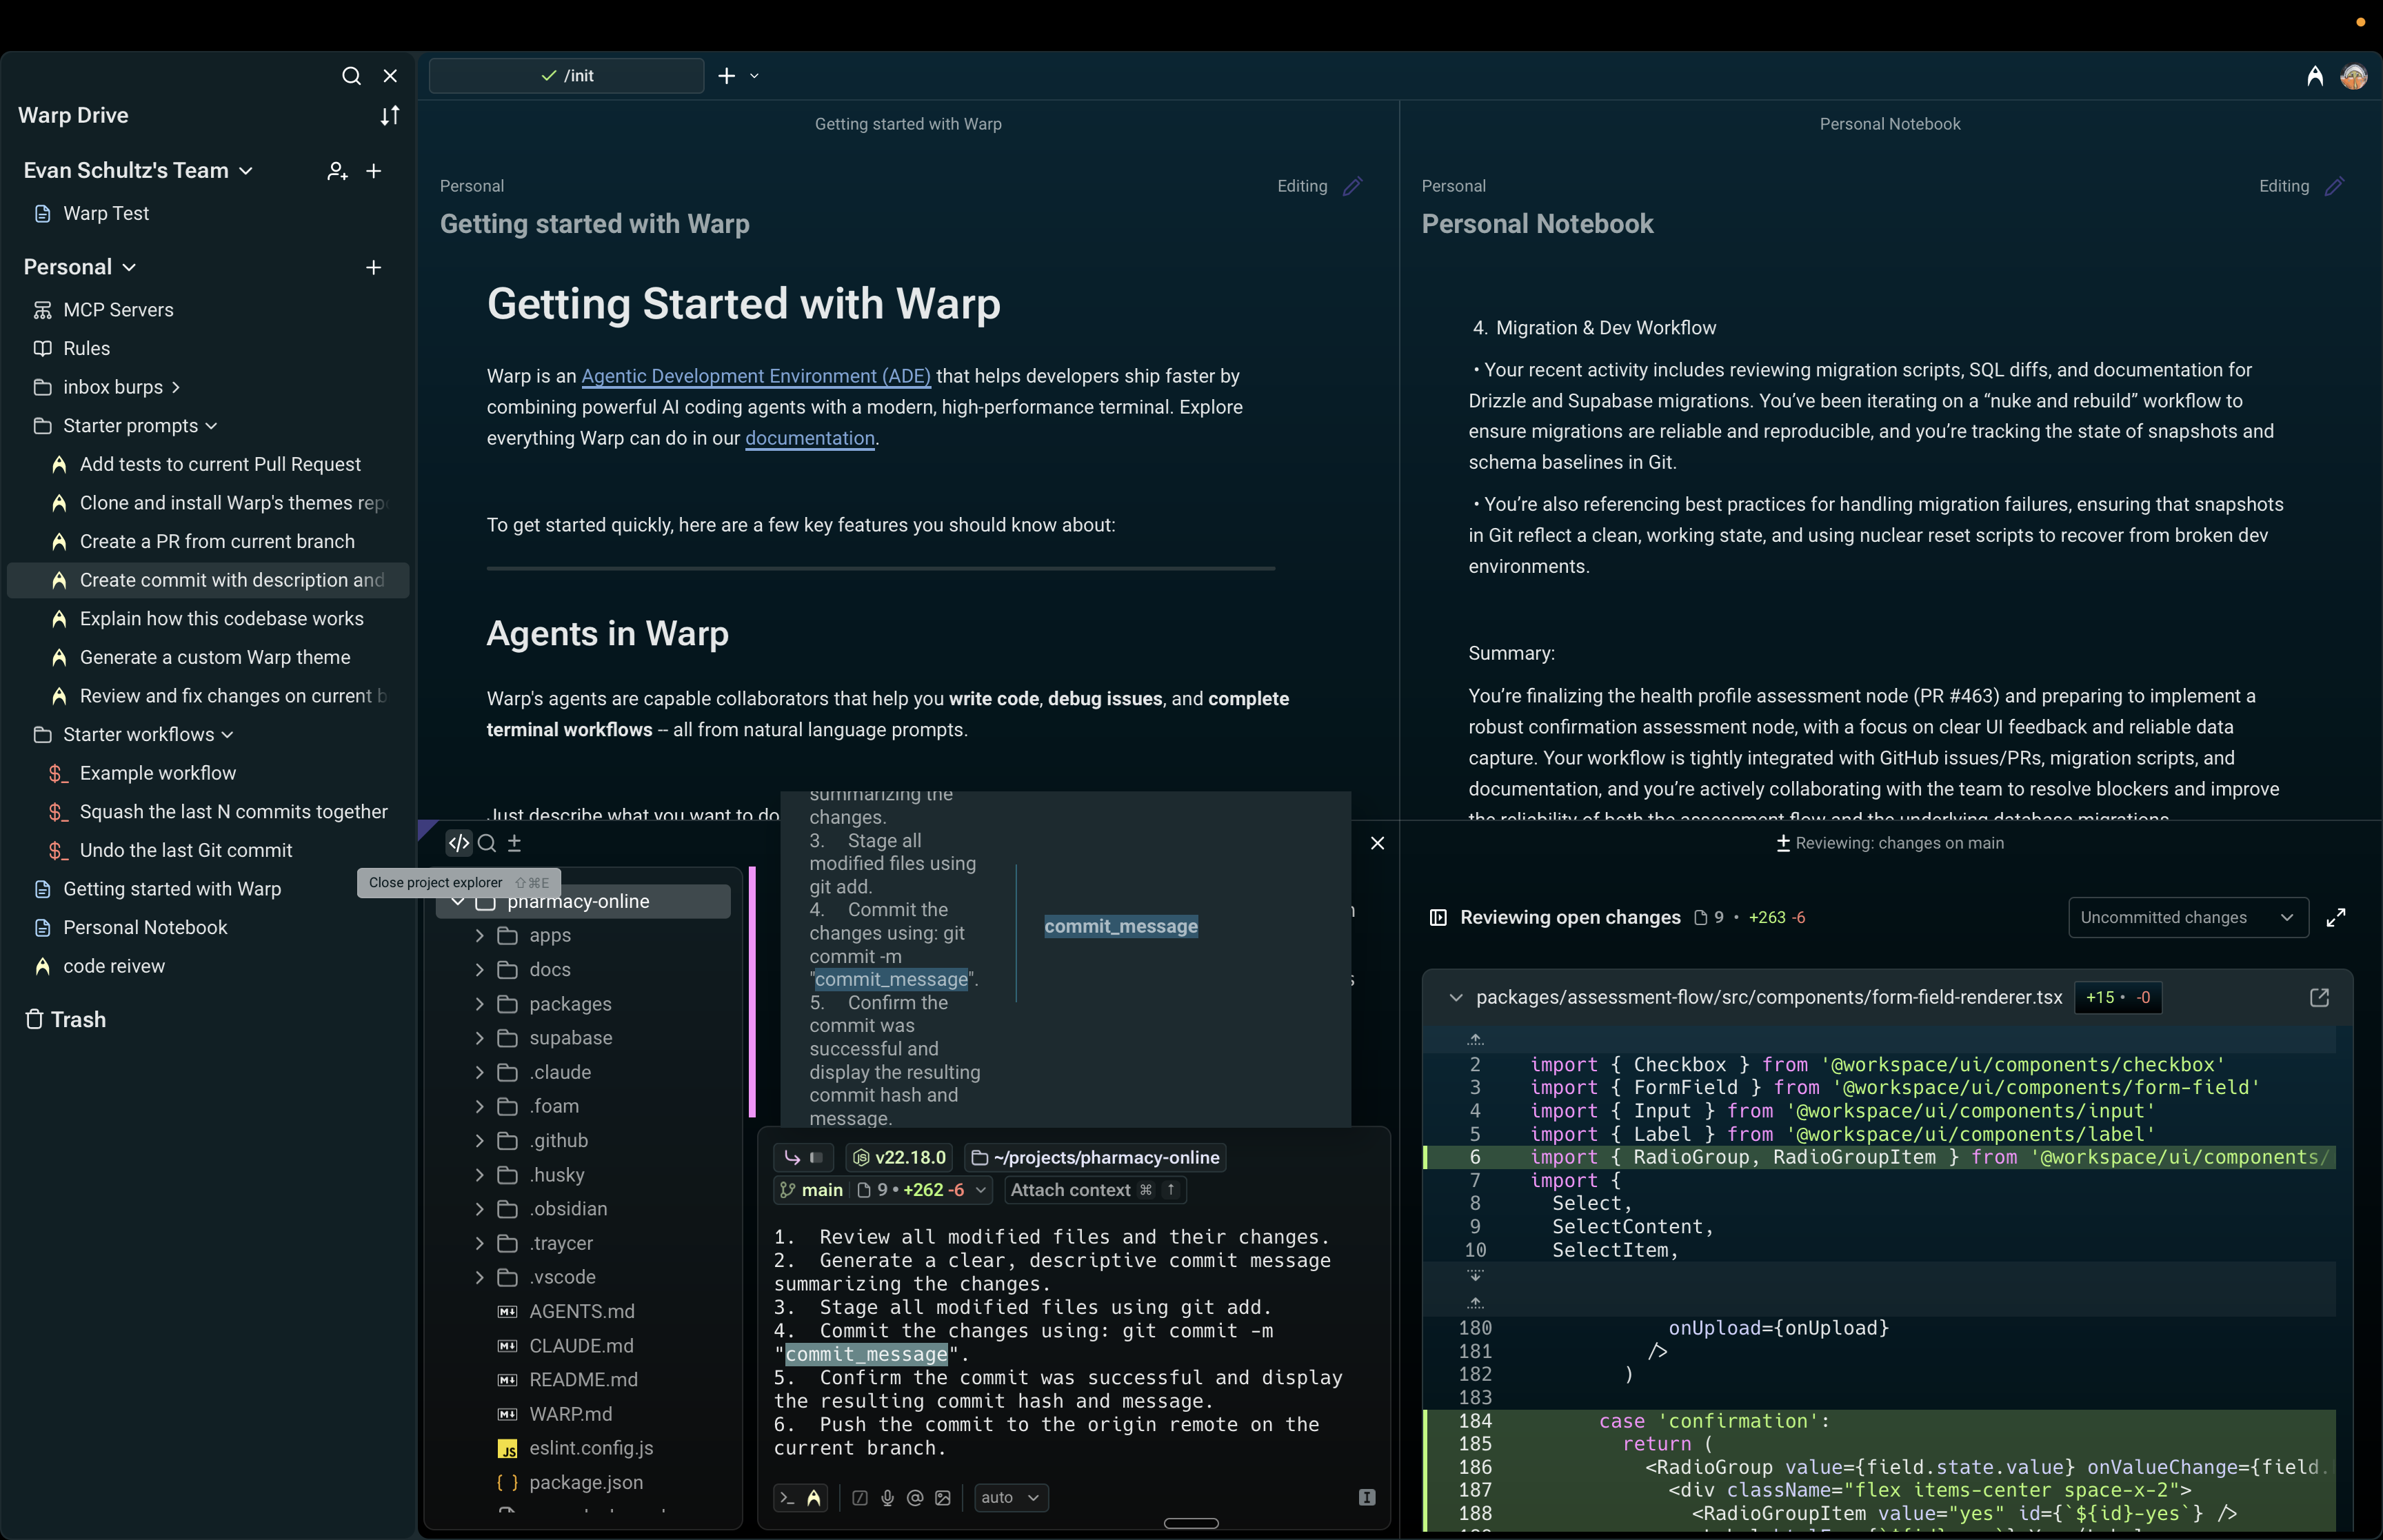 /init
Warp Drive
Evan Schultz's Team
Warp Test
Personal
MCP Servers
Rules
inbox burps
Starter prompts
Add tests to current Pull Request
Clone and install Warp's themes rep
Create a PR from current branch
Create commit with description and
Explain how this codebase works
Generate a custom Warp theme
Review and fix changes on current b
Starter workflows
$_ Example workflow
$_ Squash the last N commits together
$_ Undo the last Git commit
Getting started with Warp
Personal Notebook
code reivew
Trash
Close project explorer ⇧⌘E
Getting started with Warp
Personal
Editing
Getting started with Warp
Getting Started with Warp
Warp is an Agentic Development Environment (ADE) that helps developers ship faster by
combining powerful AI coding agents with a modern, high-performance terminal. Explore
everything Warp can do in our documentation.
To get started quickly, here are a few key features you should know about:
Agents in Warp
Warp's agents are capable collaborators that help you write code, debug issues, and complete
terminal workflows -- all from natural language prompts.
Just describe what you want to do
Personal Notebook
Personal
Editing
Personal Notebook
4. Migration & Dev Workflow
• Your recent activity includes reviewing migration scripts, SQL diffs, and documentation for
Drizzle and Supabase migrations. You’ve been iterating on a “nuke and rebuild” workflow to
ensure migrations are reliable and reproducible, and you’re tracking the state of snapshots and
schema baselines in Git.
• You’re also referencing best practices for handling migration failures, ensuring that snapshots
in Git reflect a clean, working state, and using nuclear reset scripts to recover from broken dev
environments.
Summary:
You’re finalizing the health profile assessment node (PR #463) and preparing to implement a
robust confirmation assessment node, with a focus on clear UI feedback and reliable data
capture. Your workflow is tightly integrated with GitHub issues/PRs, migration scripts, and
documentation, and you’re actively collaborating with the team to resolve blockers and improve
the reliability of both the assessment flow and the underlying database migrations.
pharmacy-online
apps
docs
packages
supabase
.claude
.foam
.github
.husky
.obsidian
.traycer
.vscode
AGENTS.md
CLAUDE.md
README.md
WARP.md
JS eslint.config.js
{ } package.json
summarizing the
changes.
3. Stage all
modified files using
git add.
4. Commit the
changes using: git
commit -m
"commit_message".
5. Confirm the
commit was
successful and
display the resulting
commit hash and
message.
commit_message
v22.18.0 ~/projects/pharmacy-online
main 9 • +262 -6 Attach context ⌘ ↑
1. Review all modified files and their changes.
2. Generate a clear, descriptive commit message
summarizing the changes.
3. Stage all modified files using git add.
4. Commit the changes using: git commit -m
"commit_message".
5. Confirm the commit was successful and display
the resulting commit hash and message.
6. Push the commit to the origin remote on the
current branch.
auto
Reviewing: changes on main
Reviewing open changes 9 • +263 -6
Uncommitted changes
packages/assessment-flow/src/components/form-field-renderer.tsx +15 • -0
2 import { Checkbox } from '@workspace/ui/components/checkbox'
3 import { FormField } from '@workspace/ui/components/form-field'
4 import { Input } from '@workspace/ui/components/input'
5 import { Label } from '@workspace/ui/components/label'
6 import { RadioGroup, RadioGroupItem } from '@workspace/ui/components/
7 import {
8 Select,
9 SelectContent,
10 SelectItem,
180 onUpload={onUpload}
181 />
182 )
183
184 case 'confirmation':
185 return (
186 <RadioGroup value={field.state.value} onValueChange={field.
187 <div className="flex items-center space-x-2">
188 <RadioGroupItem value="yes" id={`${id}-yes`} />